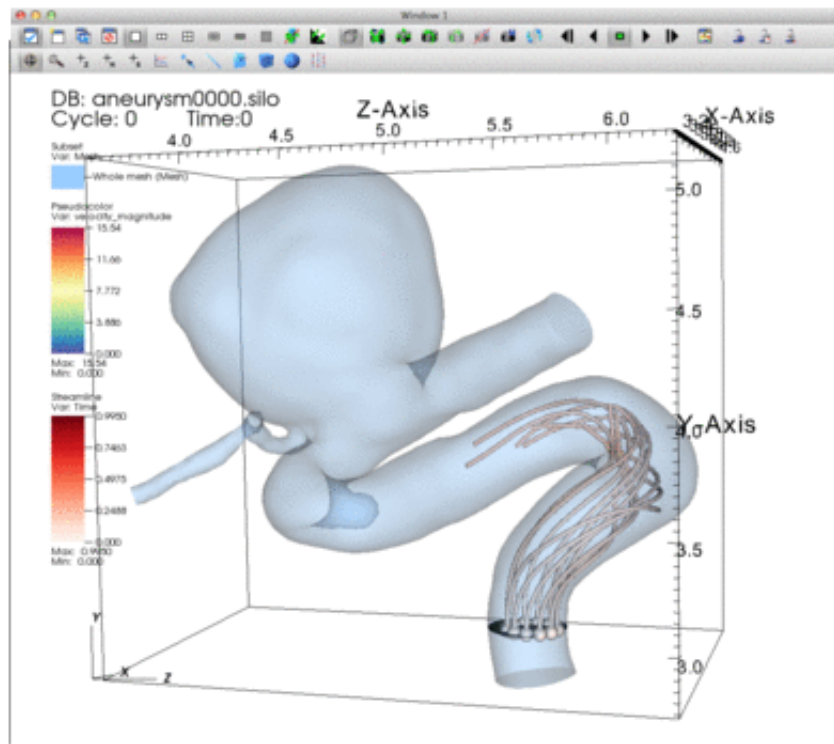 Window 1
DB: aneurysm0000.silo
Cycle: 0 Time:0
Z-Axis
X-Axis
4.0 4.5 5.0 5.5 6.0
Subset
Var: Mesh
Whole mesh (Mesh)
Pseudocolor
Var: velocity_magnitude
15.54
11.66
7.772
3.886
0.000
Max: 15.54
Min: 0.000
Streamline
Var: Time
0.9950
0.7463
0.4975
0.2488
0.000
Max: 0.9950
Min: 0.000
5.0
4.5
Y-Axis
4.0
3.5
3.0
Y
X
Z